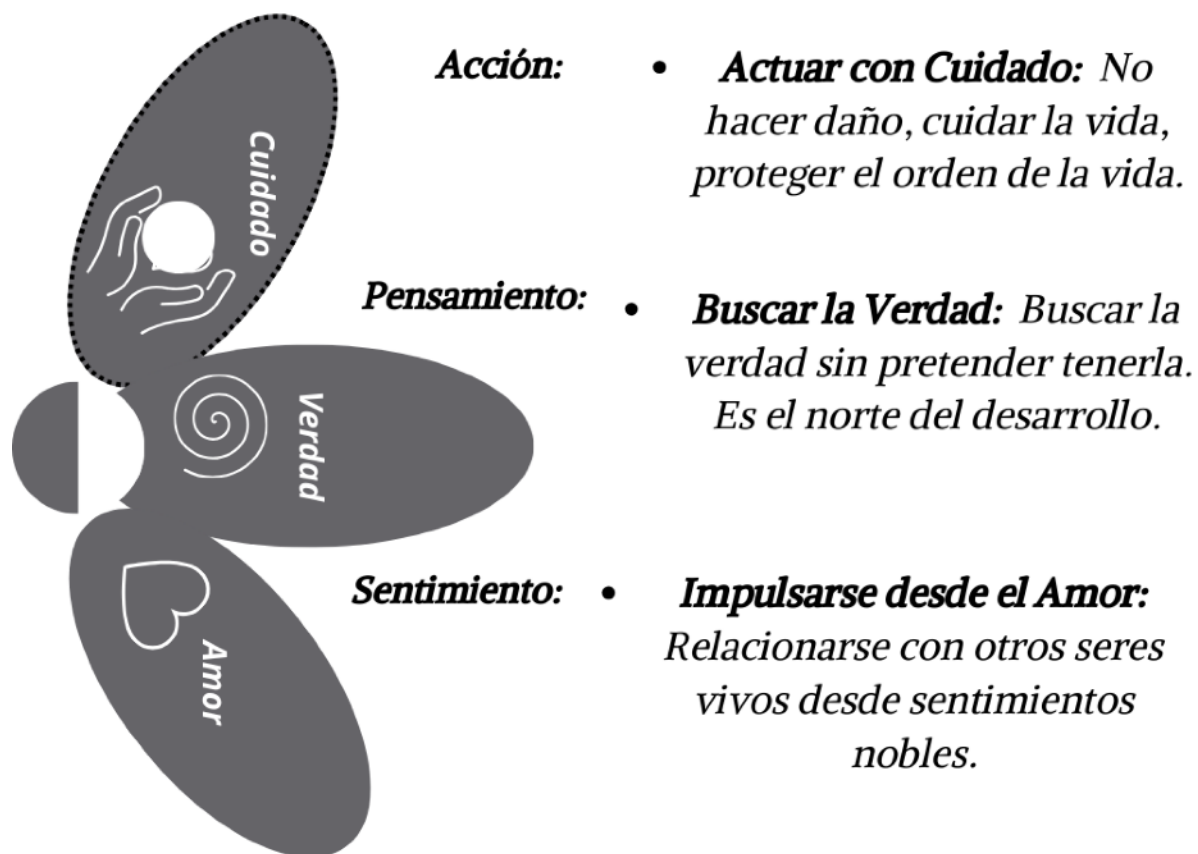 Cuidado
Acción:
• Actuar con Cuidado: No
hacer daño, cuidar la vida,
proteger el orden de la vida.
Verdad
Pensamiento:
• Buscar la Verdad: Buscar la
verdad sin pretender tenerla.
Es el norte del desarrollo.
Amor
Sentimiento:
• Impulsarse desde el Amor:
Relacionarse con otros seres
vivos desde sentimientos
nobles.